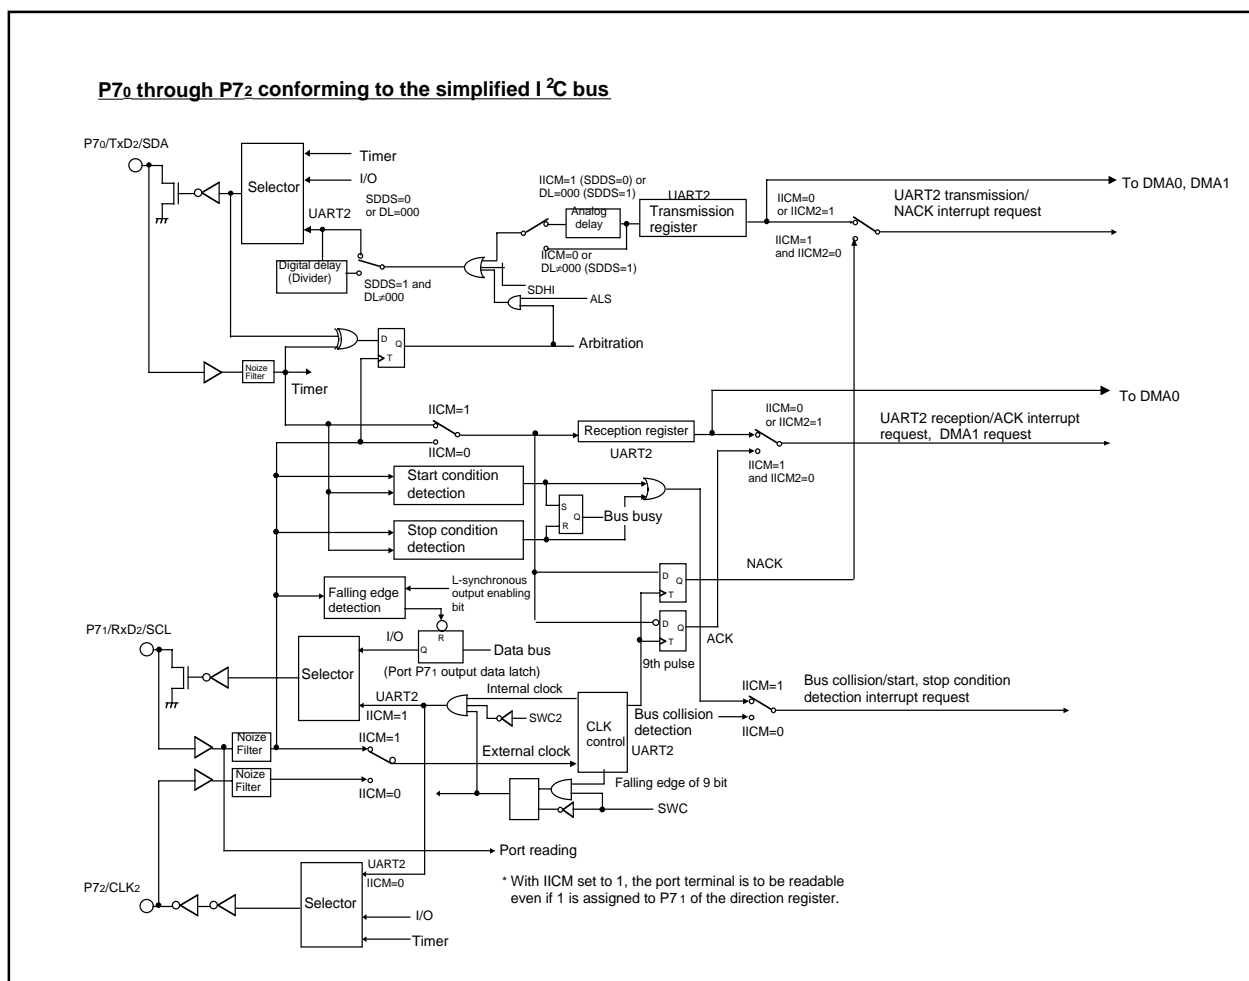 P70 through P72 conforming to the simplified I 2C bus
P70/TxD2/SDA
Timer
I/O
Selector
UART2
SDDS=0
or DL=000
Digital delay
(Divider)
SDDS=1 and
DL≠000
IICM=1 (SDDS=0) or
DL=000 (SDDS=1)
Analog
delay
IICM=0 or
DL≠000 (SDDS=1)
SDHI
ALS
UART2
Transmission
register
IICM=0
or IICM2=1
IICM=1
and IICM2=0
To DMA0, DMA1
UART2 transmission/
NACK interrupt request
D
Q
T
Arbitration
Noize
Filter
Timer
IICM=1
IICM=0
Reception register
UART2
IICM=0
or IICM2=1
IICM=1
and IICM2=0
To DMA0
UART2 reception/ACK interrupt
request, DMA1 request
Start condition
detection
Stop condition
detection
S
R
Q
Bus busy
NACK
D
Q
T
D
Q
T
ACK
9th pulse
Falling edge
detection
L-synchronous
output enabling
bit
P71/RxD2/SCL
I/O
R
Q
Data bus
(Port P71 output data latch)
Selector
UART2
IICM=1
Internal clock
SWC2
CLK
control
UART2
Bus collision
detection
IICM=1
IICM=0
Bus collision/start, stop condition
detection interrupt request
Noize
Filter
IICM=1
External clock
Noize
Filter
IICM=0
Falling edge of 9 bit
SWC
Port reading
P72/CLK2
UART2
IICM=0
Selector
I/O
Timer
* With IICM set to 1, the port terminal is to be readable
even if 1 is assigned to P71 of the direction register.